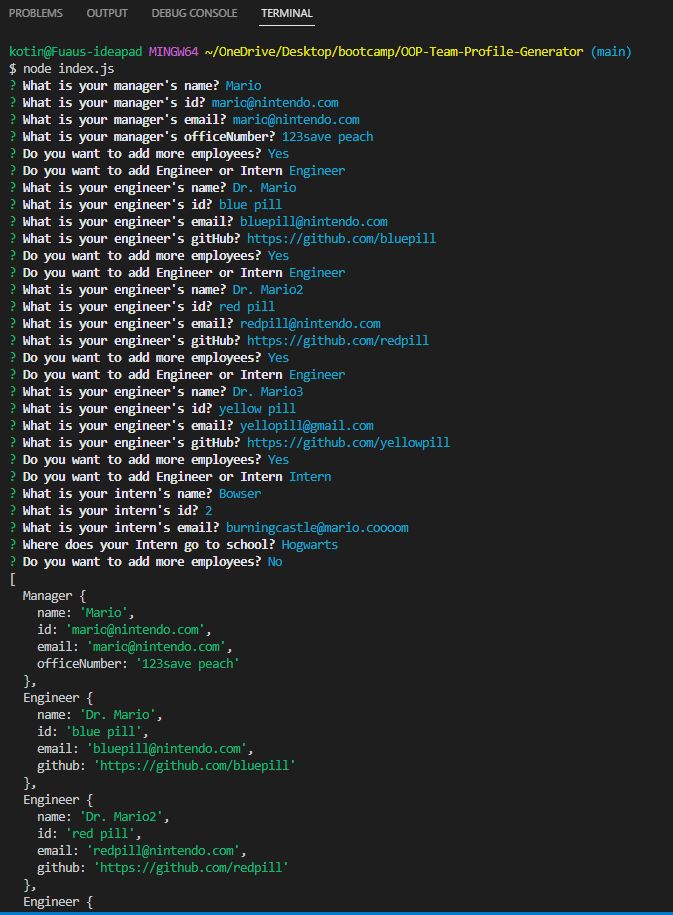 PROBLEMS OUTPUT DEBUG CONSOLE TERMINAL
kotin@Fuaus-ideapad MINGW64 ~/OneDrive/Desktop/bootcamp/OOP-Team-Profile-Generator (main)
$ node index.js
? What is your manager's name? Mario
? What is your manager's id? mario@nintendo.com
? What is your manager's email? mario@nintendo.com
? What is your manager's officeNumber? 123save peach
? Do you want to add more employees? Yes
? Do you want to add Engineer or Intern Engineer
? What is your engineer's name? Dr. Mario
? What is your engineer's id? blue pill
? What is your engineer's email? bluepill@nintendo.com
? What is your engineer's gitHub? https://github.com/bluepill
? Do you want to add more employees? Yes
? Do you want to add Engineer or Intern Engineer
? What is your engineer's name? Dr. Mario2
? What is your engineer's id? red pill
? What is your engineer's email? redpill@nintendo.com
? What is your engineer's gitHub? https://github.com/redpill
? Do you want to add more employees? Yes
? Do you want to add Engineer or Intern Engineer
? What is your engineer's name? Dr. Mario3
? What is your engineer's id? yellow pill
? What is your engineer's email? yellopill@gmail.com
? What is your engineer's gitHub? https://github.com/yellowpill
? Do you want to add more employees? Yes
? Do you want to add Engineer or Intern Intern
? What is your intern's name? Bowser
? What is your intern's id? 2
? What is your intern's email? burningcastle@mario.coooom
? Where does your Intern go to school? Hogwarts
? Do you want to add more employees? No
[
  Manager {
    name: 'Mario',
    id: 'mario@nintendo.com',
    email: 'mario@nintendo.com',
    officeNumber: '123save peach'
  },
  Engineer {
    name: 'Dr. Mario',
    id: 'blue pill',
    email: 'bluepill@nintendo.com',
    github: 'https://github.com/bluepill'
  },
  Engineer {
    name: 'Dr. Mario2',
    id: 'red pill',
    email: 'redpill@nintendo.com',
    github: 'https://github.com/redpill'
  },
  Engineer {